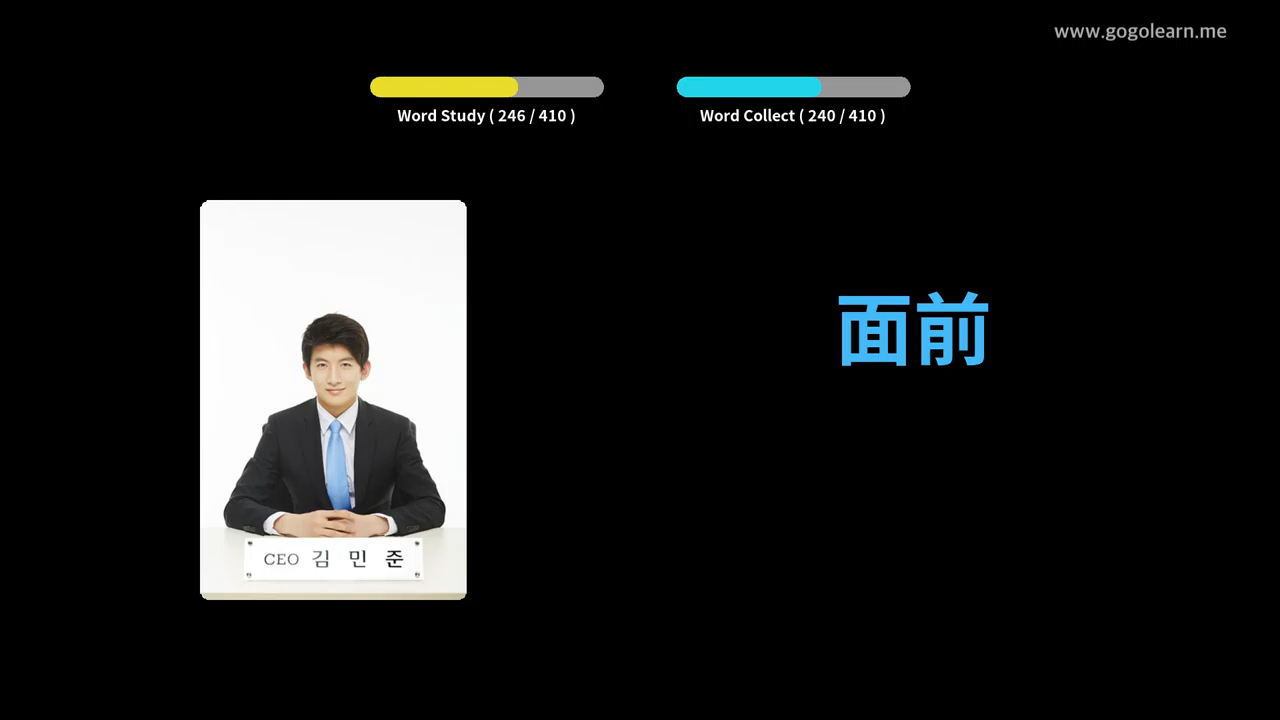 www.gogolearn.me
Word Study ( 246 / 410 )
Word Collect ( 240 / 410 )
面前
CEO 김 민 준